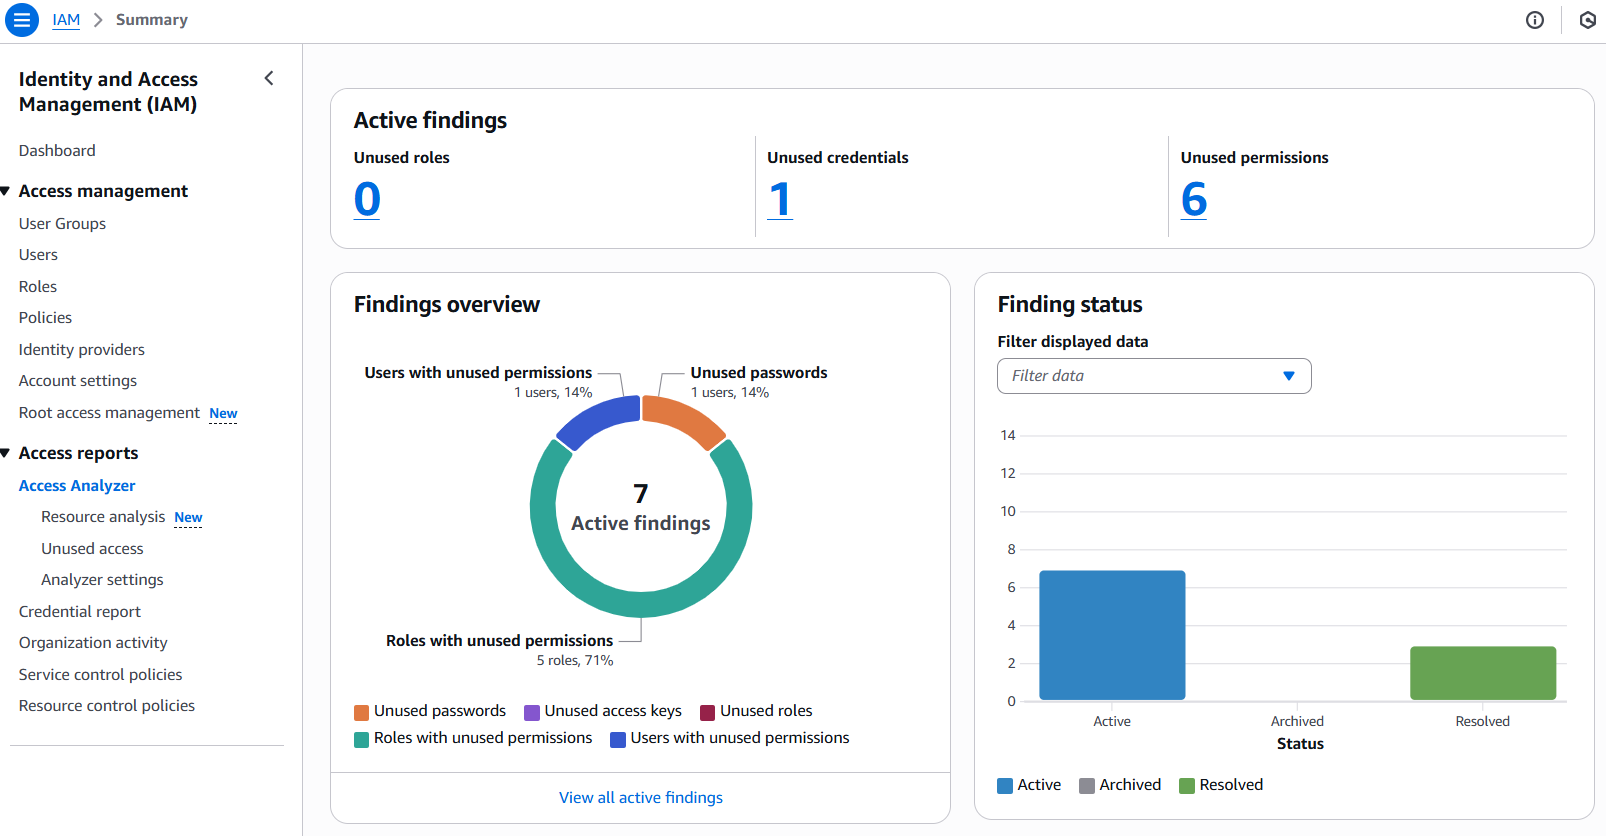 IAM > Summary
Identity and Access
Management (IAM)
Dashboard
Access management
User Groups
Users
Roles
Policies
Identity providers
Account settings
Root access management New
Access reports
Access Analyzer
Resource analysis New
Unused access
Analyzer settings
Credential report
Organization activity
Service control policies
Resource control policies
Active findings
Unused roles
0
Unused credentials
1
Unused permissions
6
Findings overview
Users with unused permissions
1 users, 14%
Unused passwords
1 users, 14%
7
Active findings
Roles with unused permissions
5 roles, 71%
Unused passwords Unused access keys Unused roles
Roles with unused permissions Users with unused permissions
View all active findings
Finding status
Filter displayed data
Filter data
14
12
10
8
6
4
2
0
Active Archived Resolved
Status
Active Archived Resolved